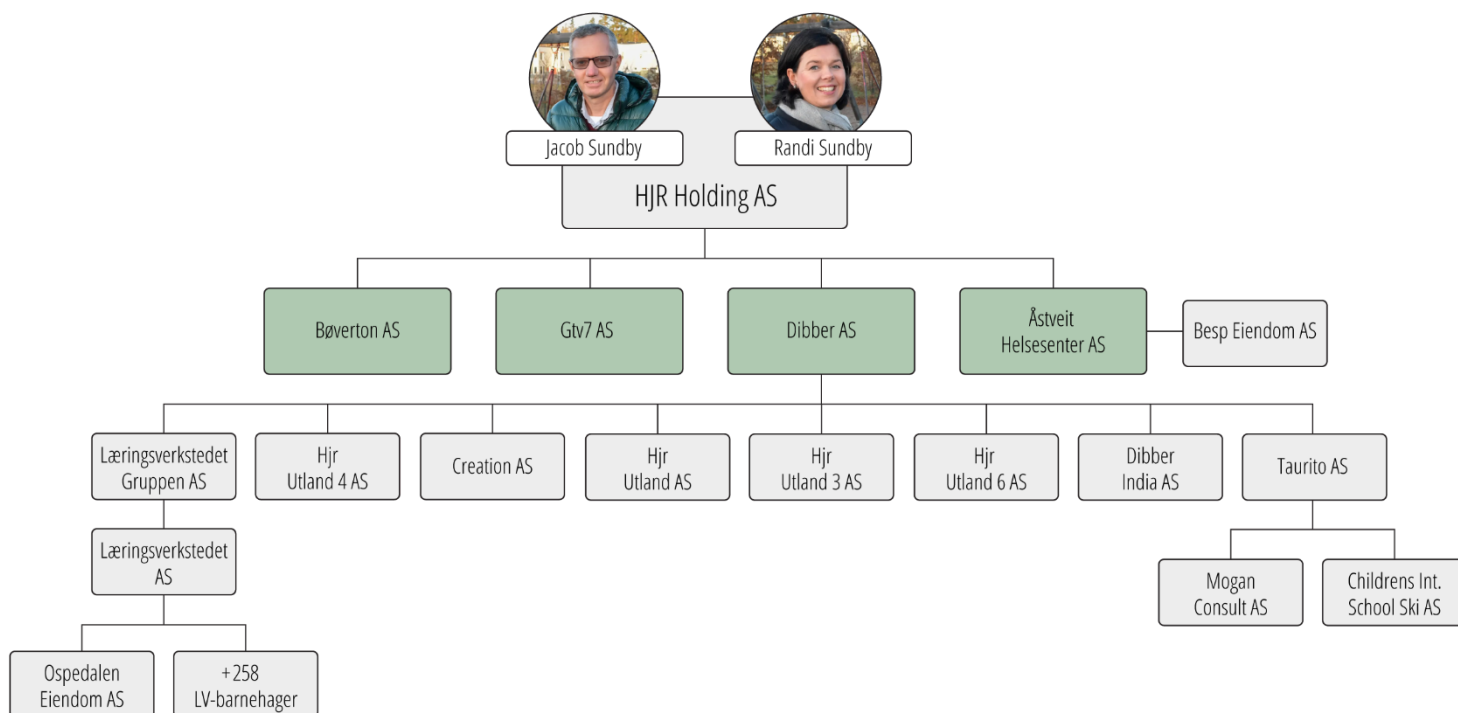 Jacob Sundby
Randi Sundby
HJR Holding AS
Bøverton AS
Gtv7 AS
Dibber AS
Åstveit
Helsesenter AS
Besp Eiendom AS
Læringsverkstedet
Gruppen AS
Hjr
Utland 4 AS
Creation AS
Hjr
Utland AS
Hjr
Utland 3 AS
Hjr
Utland 6 AS
Dibber
India AS
Taurito AS
Læringsverkstedet
AS
Mogan
Consult AS
Childrens Int.
School Ski AS
Ospedalen
Eiendom AS
+258
LV-barnehager